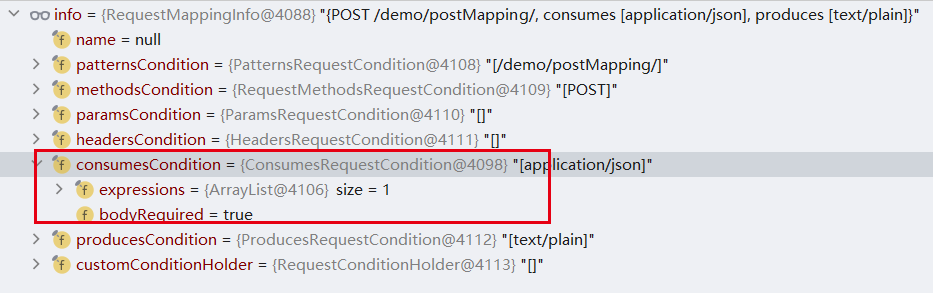 info = {RequestMappingInfo@4088} "{POST /demo/postMapping/, consumes [application/json], produces [text/plain]}"
f name = null
f patternsCondition = {PatternsRequestCondition@4108} "[/demo/postMapping/]"
f methodsCondition = {RequestMethodsRequestCondition@4109} "[POST]"
f paramsCondition = {ParamsRequestCondition@4110} "[]"
f headersCondition = {HeadersRequestCondition@4111} "[]"
f consumesCondition = {ConsumesRequestCondition@4098} "[application/json]"
f expressions = {ArrayList@4106} size = 1
f bodyRequired = true
f producesCondition = {ProducesRequestCondition@4112} "[text/plain]"
f customConditionHolder = {RequestConditionHolder@4113} "[]"